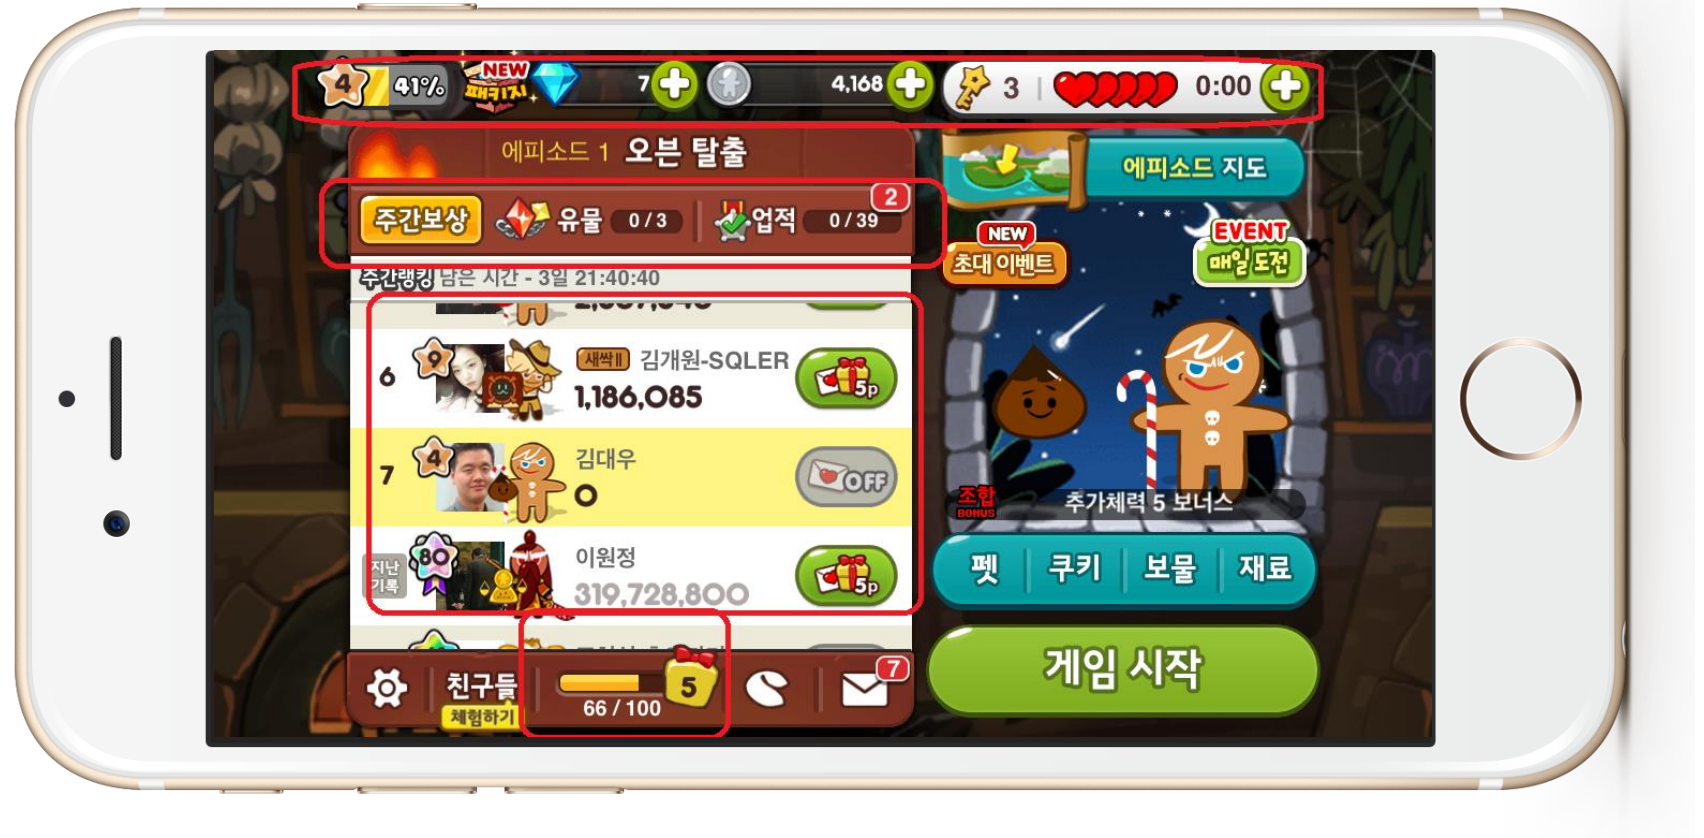 4 41% NEW 패키지 7 4,168 3 0:00
에피소드 1 오븐 탈출
에피소드 지도
주간보상 유물 0/3 업적 0/39 2
NEW 초대 이벤트
EVENT 매일 도전
주간랭킹 남은 시간 - 3일 21:40:40
6 9 새싹II 김개원-SQLER
1,186,085 5p
7 4 김대우
0 OFF
지난 기록 80 이원정
319,728,800 5p
조합 BONUS 추가체력 5 보너스
펫 쿠키 보물 재료
게임 시작
친구들 체험하기
66 / 100 5
7